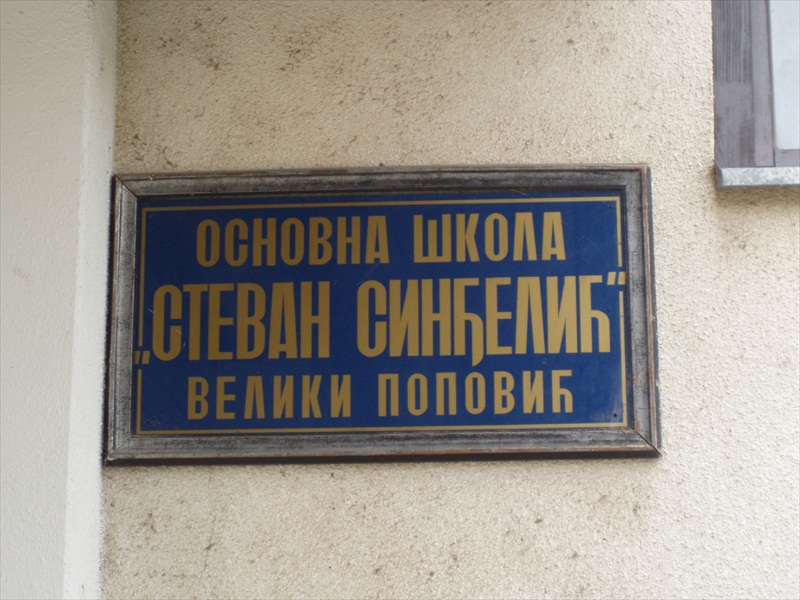 ОСНОВНА ШКОЛА
„СТЕВАН СИНЂЕЛИЋ“
ВЕЛИКИ ПОПОВИЋ